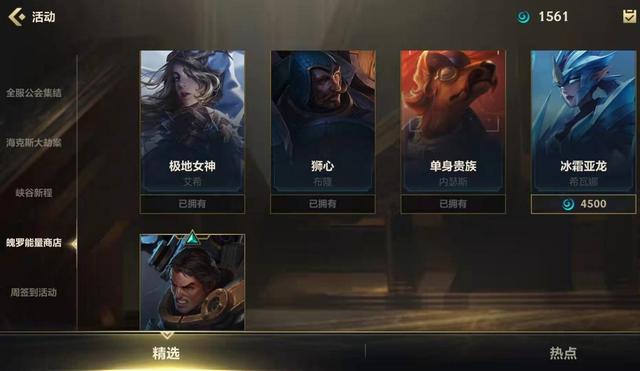 活动
1561
全服公会集结
海克斯大劫案
峡谷新程
魄罗能量商店
周签到活动
极地女神
艾希
已拥有
狮心
布隆
已拥有
单身贵族
内瑟斯
已拥有
冰霜亚龙
希瓦娜
4500
精选
热点